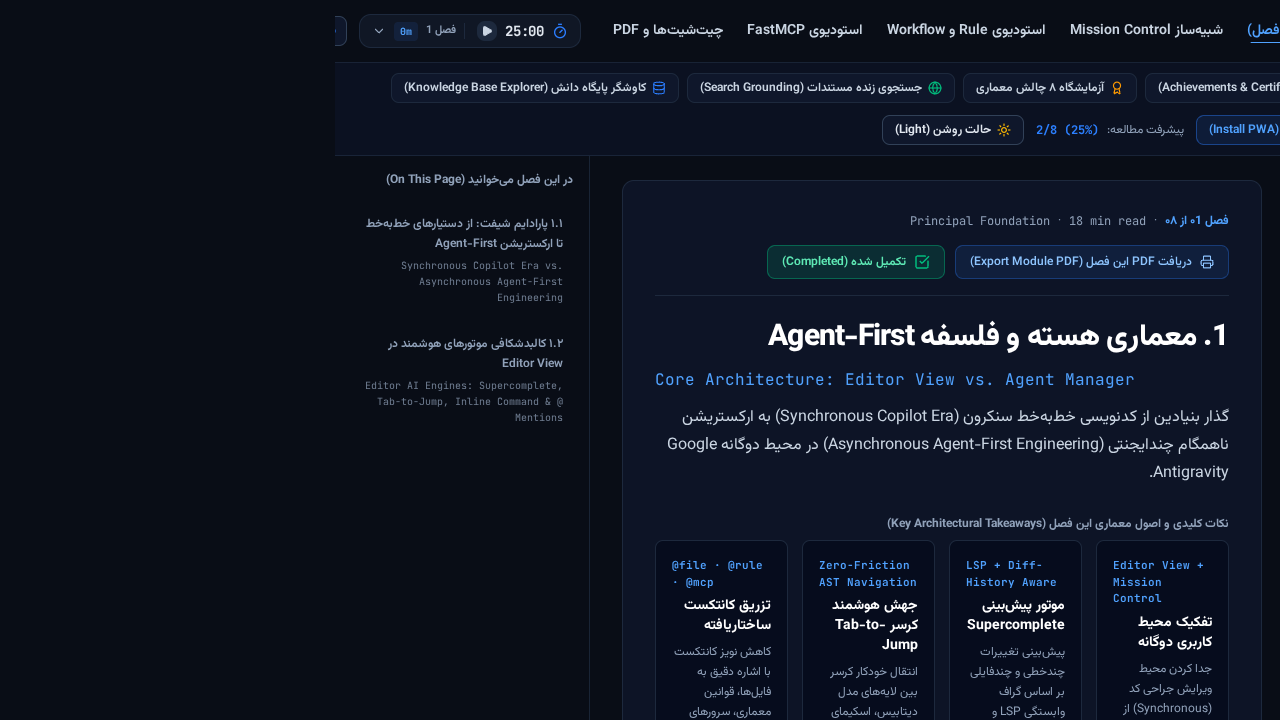 فصل)
شبیه‌ساز Mission Control
استودیوی Rule و Workflow
استودیوی FastMCP
چیت‌شیت‌ها و PDF
25:00
فصل 1
0m
(Achievements & Certif
آزمایشگاه ۸ چالش معماری
جستجوی زنده مستندات (Search Grounding)
کاوشگر پایگاه دانش (Knowledge Base Explorer)
(Install PWA)
پیشرفت مطالعه: 2/8 (25%)
حالت روشن (Light)
فصل 01 از ۰۸ · 18 min read · Principal Foundation
دریافت PDF این فصل (Export Module PDF)
تکمیل شده (Completed)
1. معماری هسته و فلسفه Agent-First
Core Architecture: Editor View vs. Agent Manager
گذار بنیادین از کدنویسی خط‌به‌خط سنکرون (Synchronous Copilot Era) به ارکستریشن
ناهمگام چندایجنتی (Asynchronous Agent-First Engineering) در محیط دوگانه Google
Antigravity.
نکات کلیدی و اصول معماری این فصل (Key Architectural Takeaways)
Editor View +
Mission
Control
تفکیک محیط
کاربری دوگانه
جدا کردن محیط
ویرایش جراحی کد
(Synchronous) از
LSP + Diff-
History Aware
موتور پیش‌بینی
Supercomplete
پیش‌بینی تغییرات
چندخطی و چندفایلی
بر اساس گراف
وابستگی LSP و
Zero-Friction
AST Navigation
جهش هوشمند
کرسر Tab-to-
Jump
انتقال خودکار کرسر
بین لایه‌های مدل
دیتابیس، اسکیمای
@file · @rule
· @mcp
تزریق کانتکست
ساختاریافته
کاهش نویز کانتکست
با اشاره دقیق به
فایل‌ها، قوانین
معماری، سرورهای
در این فصل می‌خوانید (On This Page)
۱.۱ پارادایم شیفت: از دستیارهای خط‌به‌خط
تا ارکستریشن Agent-First
Synchronous Copilot Era vs.
Asynchronous Agent-First
Engineering
۱.۲ کالبدشکافی موتورهای هوشمند در
Editor View
Editor AI Engines: Supercomplete,
Tab-to-Jump, Inline Command & @
Mentions